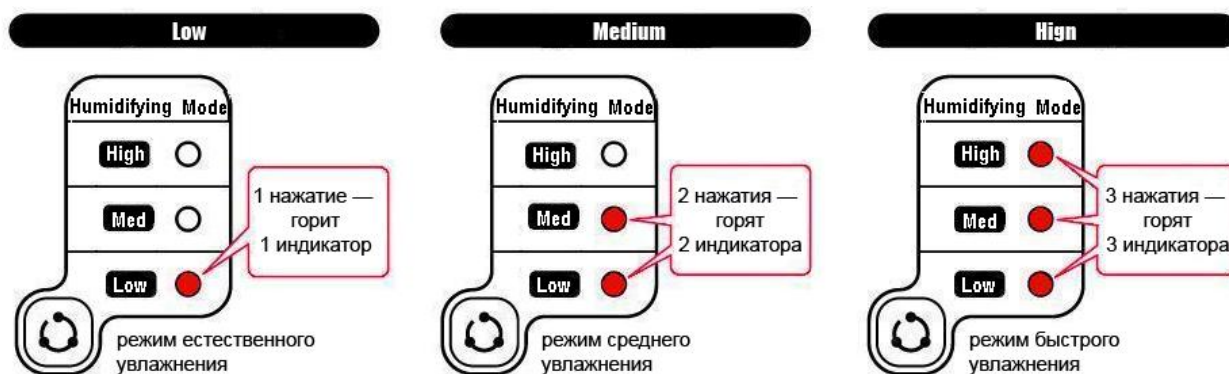 Low
Humidifying Mode
High
Med
Low
1 нажатие —
горит
1 индикатор
режим естественного
увлажнения
Medium
Humidifying Mode
High
Med
Low
2 нажатия —
горят
2 индикатора
режим среднего
увлажнения
Hign
Humidifying Mode
High
Med
Low
3 нажатия —
горят
3 индикатора
режим быстрого
увлажнения